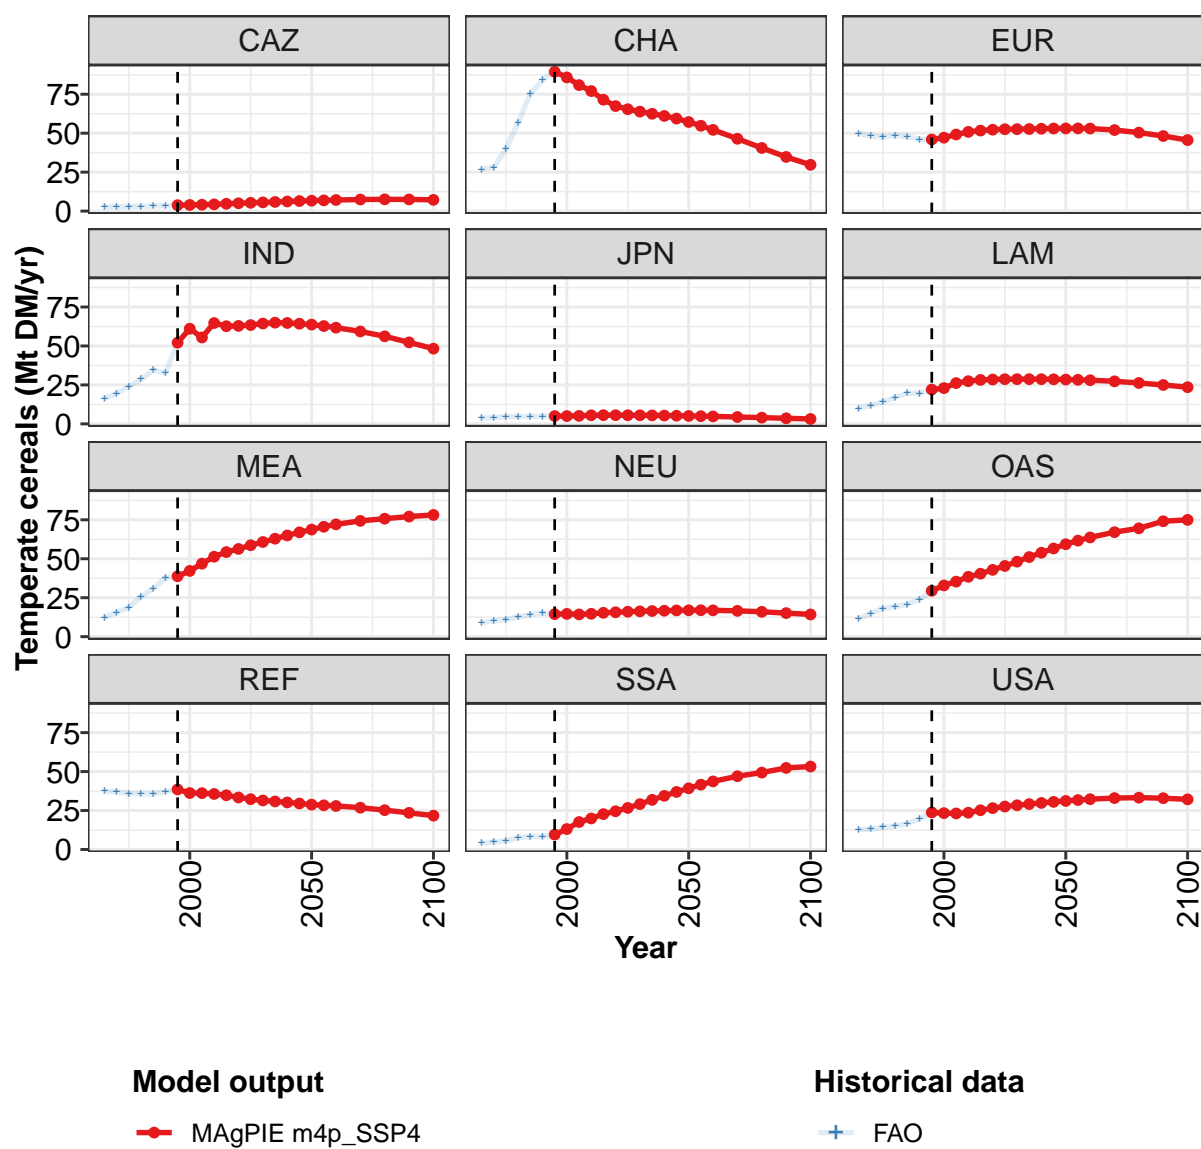 CAZ
CHA
EUR
75
50
25
0
IND
JPN
LAM
75
50
25
0
MEA
NEU
OAS
75
50
25
0
REF
SSA
USA
75
50
25
0
Temperate cereals (Mt DM/yr)
2000 2050 2100
2000 2050 2100
2000 2050 2100
Year
Model output
MAgPIE m4p_SSP4
Historical data
FAO